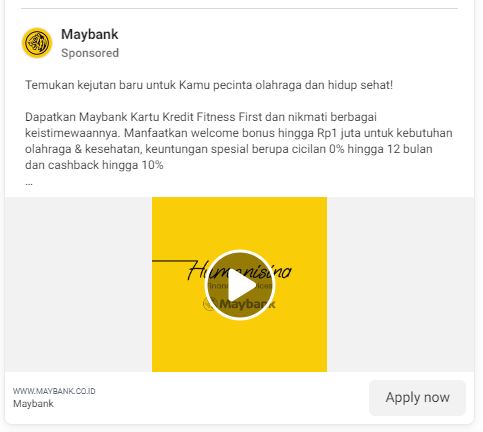 Maybank
Sponsored
Temukan kejutan baru untuk Kamu pecinta olahraga dan hidup sehat!
Dapatkan Maybank Kartu Kredit Fitness First dan nikmati berbagai
keistimewaannya. Manfaatkan welcome bonus hingga Rp1 juta untuk kebutuhan
olahraga & kesehatan, keuntungan spesial berupa cicilan 0% hingga 12 bulan
dan cashback hingga 10%
...
Humanising
Maybank
WWW.MAYBANK.CO.ID
Maybank
Apply now